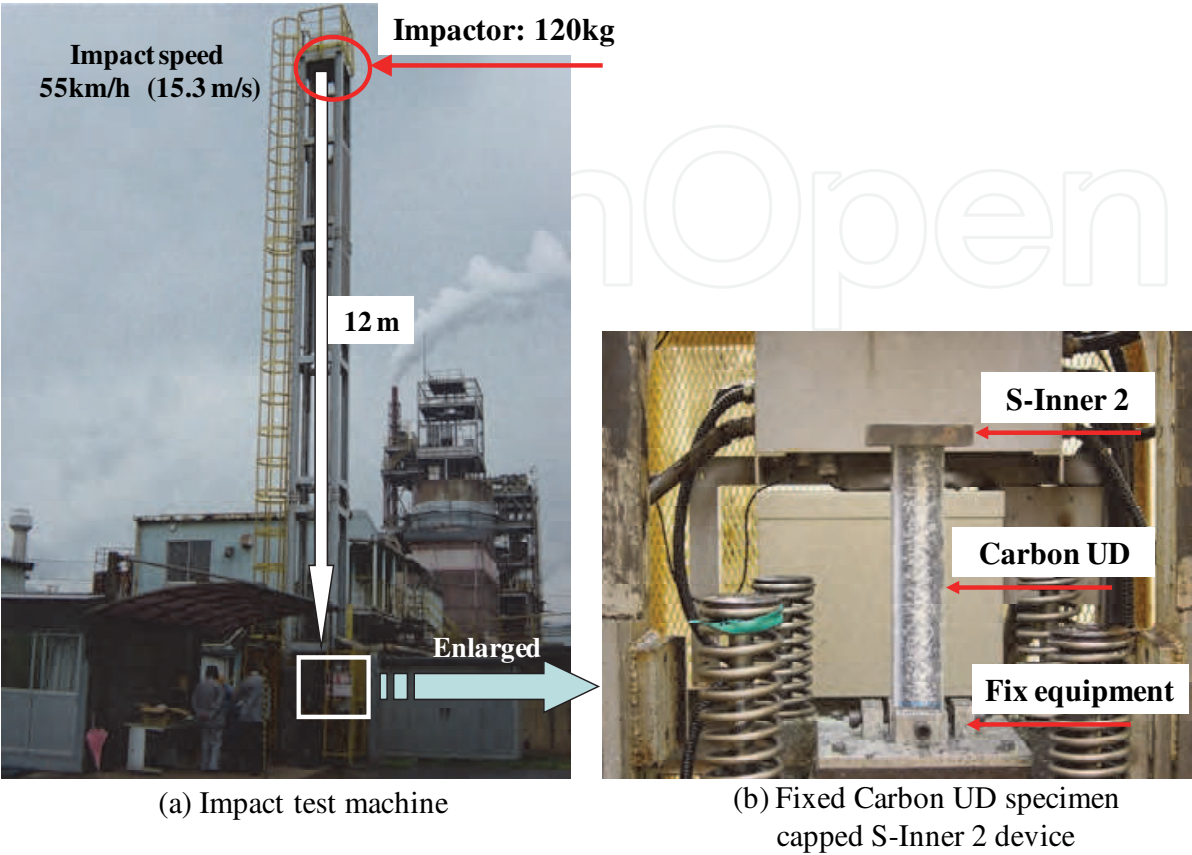 Impactor: 120kg
Impact speed
55km/h (15.3 m/s)
12 m
Enlarged
S-Inner 2
Carbon UD
Fix equipment
(a) Impact test machine
(b) Fixed Carbon UD specimen
capped S-Inner 2 device